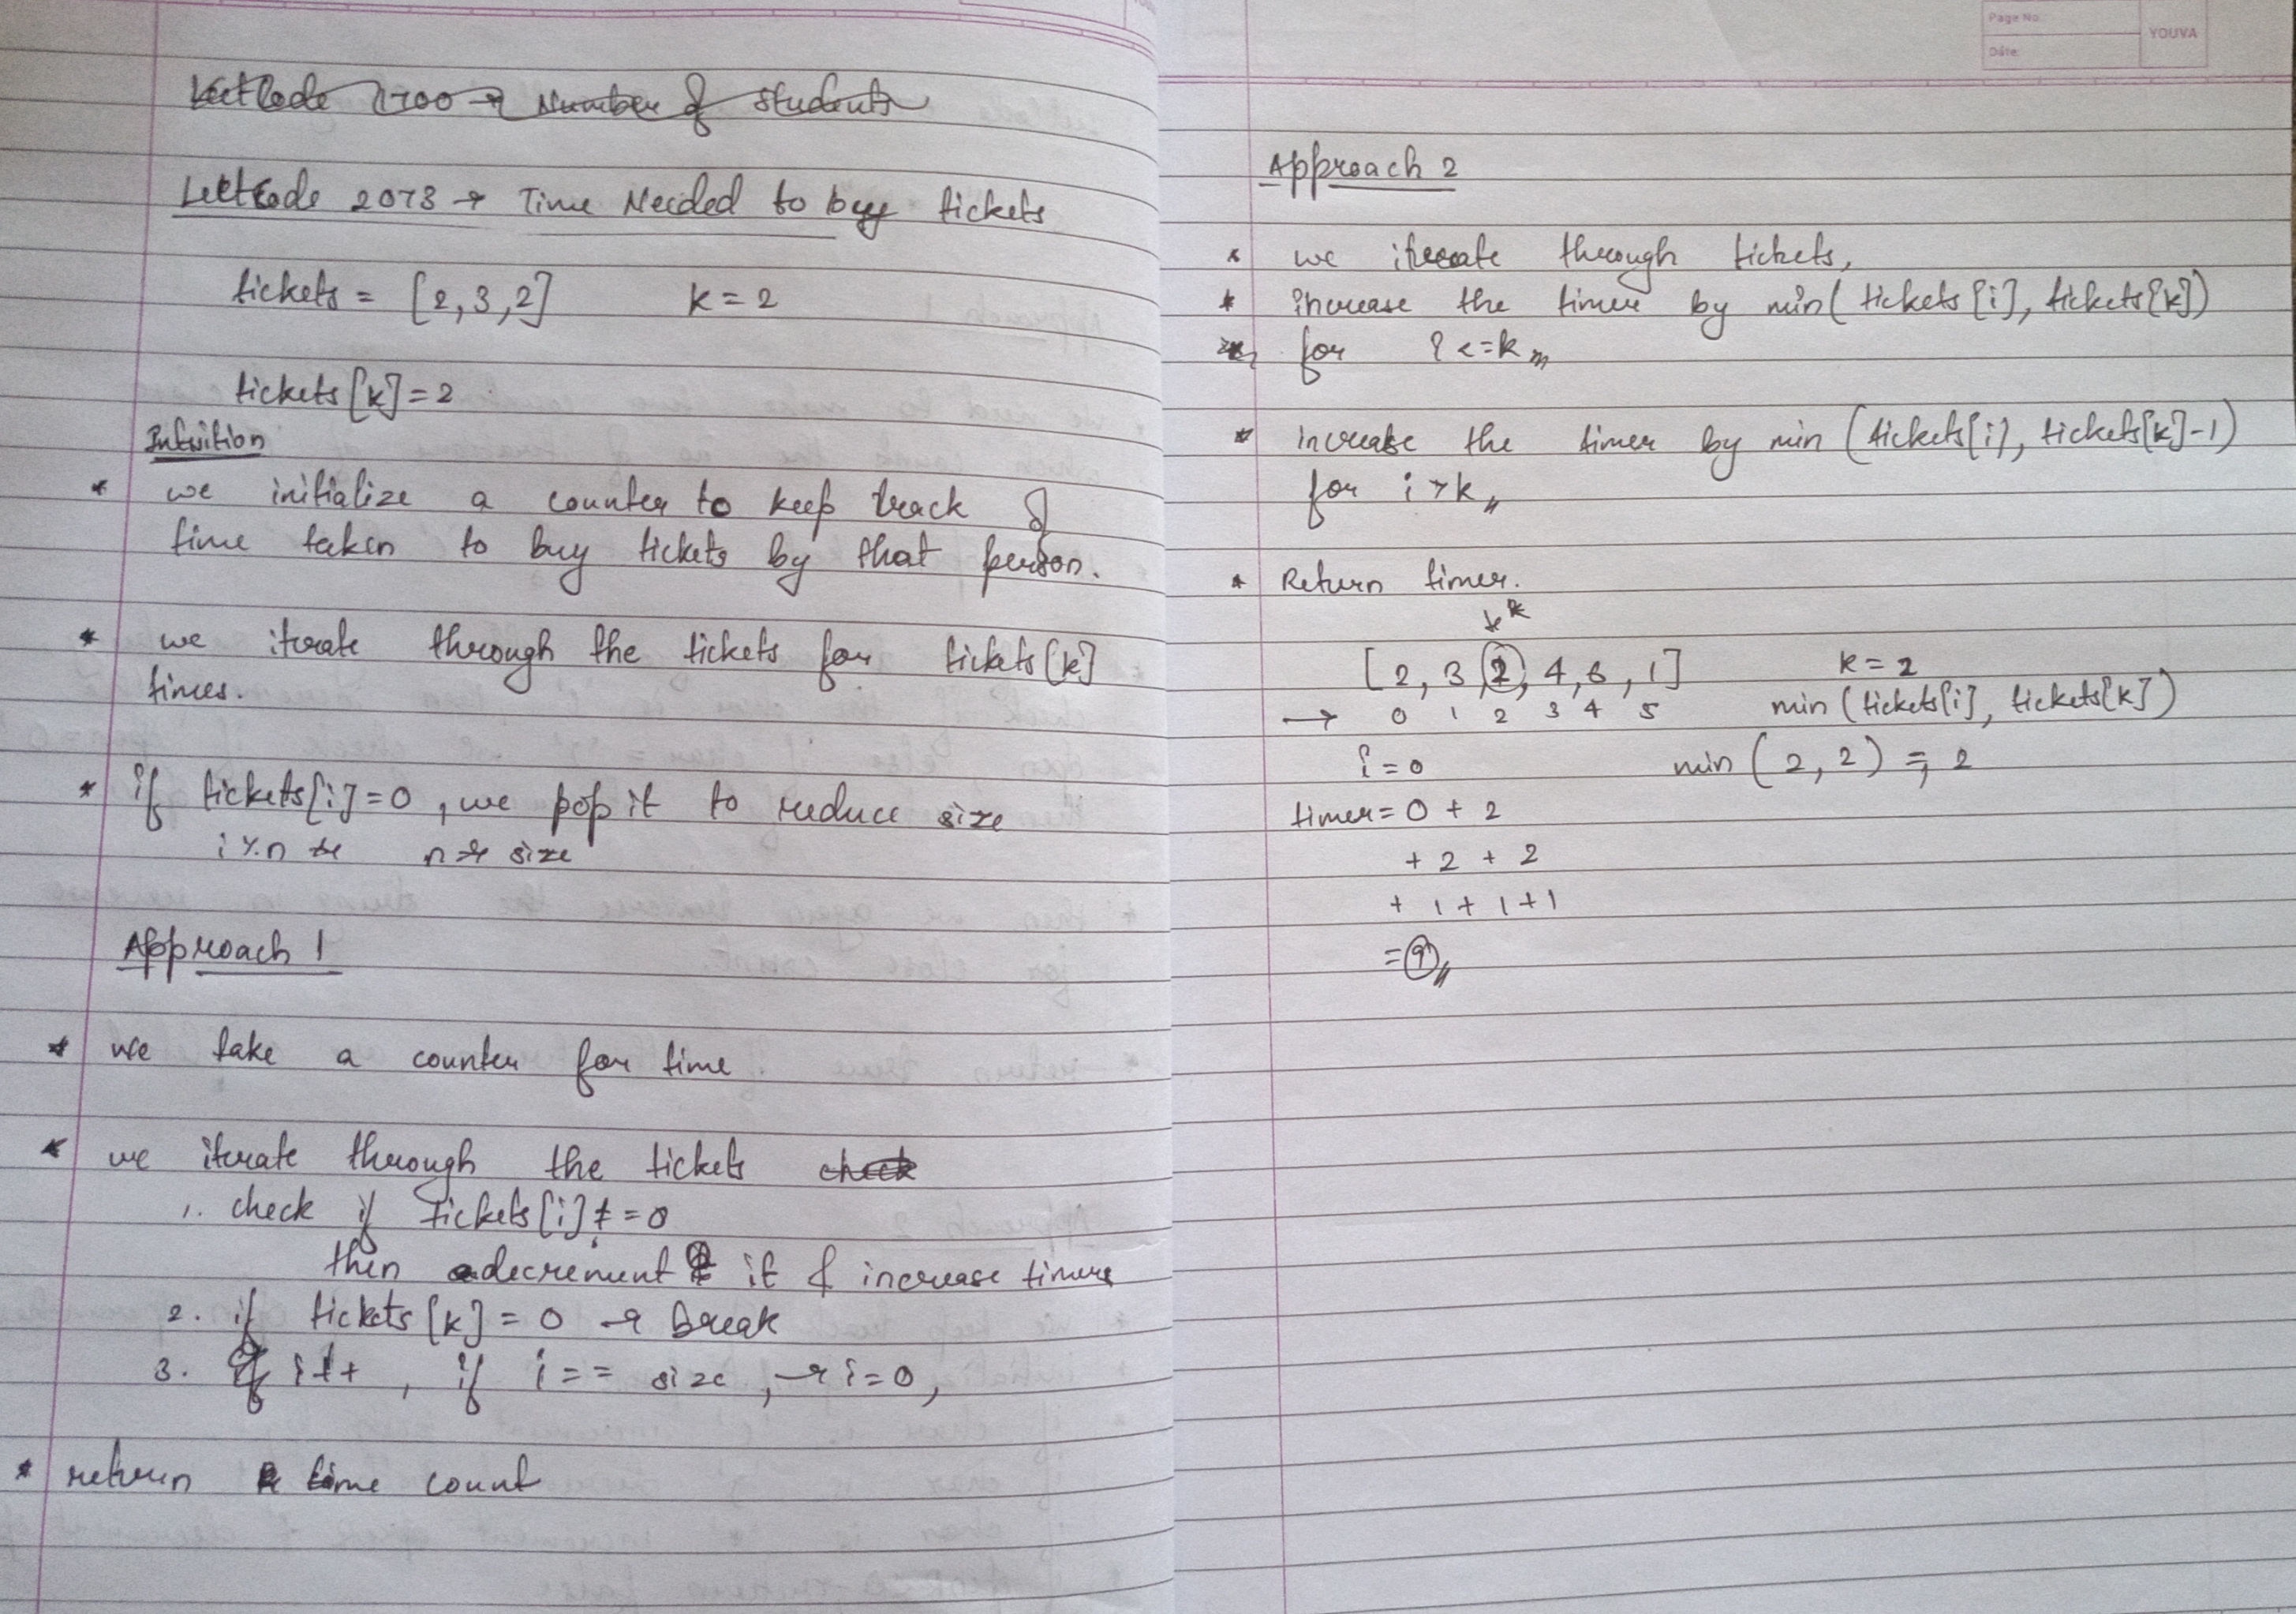 LeetCode 1700 → Number of Students
LeetCode 2073 → Time Needed to buy tickets
tickets = [2,3,2] k = 2
tickets[k] = 2
Intuition
* we initialize a counter to keep track of
time taken to buy tickets by that person.
* we iterate through the tickets for tickets[k]
times.
* if tickets[i]=0, we pop it to reduce size
i%n n → size
Approach 1
* we take a counter for time
* we iterate through the tickets check
1. check if tickets[i] != 0
then decrement it & increase timer
2. if tickets[k] = 0 → break
3. i++, if i == size, → i=0,
* return time count
Page No.:
Date:
YOUVA
Approach 2
* we iterate through tickets,
* increase the timer by min(tickets[i], tickets[k])
for i <= k
* increase the timer by min (tickets[i], tickets[k]-1)
for i > k
* Return timer.
k
[2, 3, 2, 4, 6, 1] k = 2
→ 0 1 2 3 4 5 min (tickets[i], tickets[k])
i = 0 min (2, 2) = 2
timer = 0 + 2
+ 2 + 2
+ 1 + 1 + 1
= 9